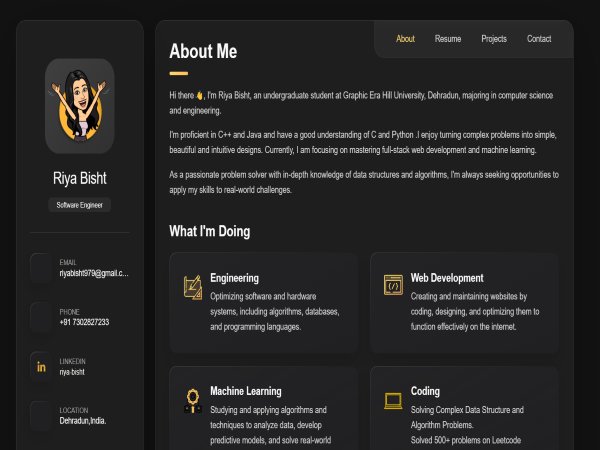 Riya Bisht
Software Engineer
EMAIL
riyabisht979@gmail.c...
PHONE
+91 7302827233
LINKEDIN
riya-bisht
LOCATION
Dehradun,India.
About Resume Projects Contact
About Me
Hi there 👋, I'm Riya Bisht, an undergraduate student at Graphic Era Hill University, Dehradun, majoring in computer science
and engineering.
I'm proficient in C++ and Java and have a good understanding of C and Python .I enjoy turning complex problems into simple,
beautiful and intuitive designs. Currently, I am focusing on mastering full-stack web development and machine learning.
As a passionate problem solver with in-depth knowledge of data structures and algorithms, I'm always seeking opportunities to
apply my skills to real-world challenges.
What I'm Doing
Engineering
Optimizing software and hardware
systems, including algorithms, databases,
and programming languages.
Web Development
Creating and maintaining websites by
coding, designing, and optimizing them to
function effectively on the internet.
Machine Learning
Studying and applying algorithms and
techniques to analyze data, develop
predictive models, and solve real-world
Coding
Solving Complex Data Structure and
Algorithm Problems.
Solved 500+ problems on Leetcode